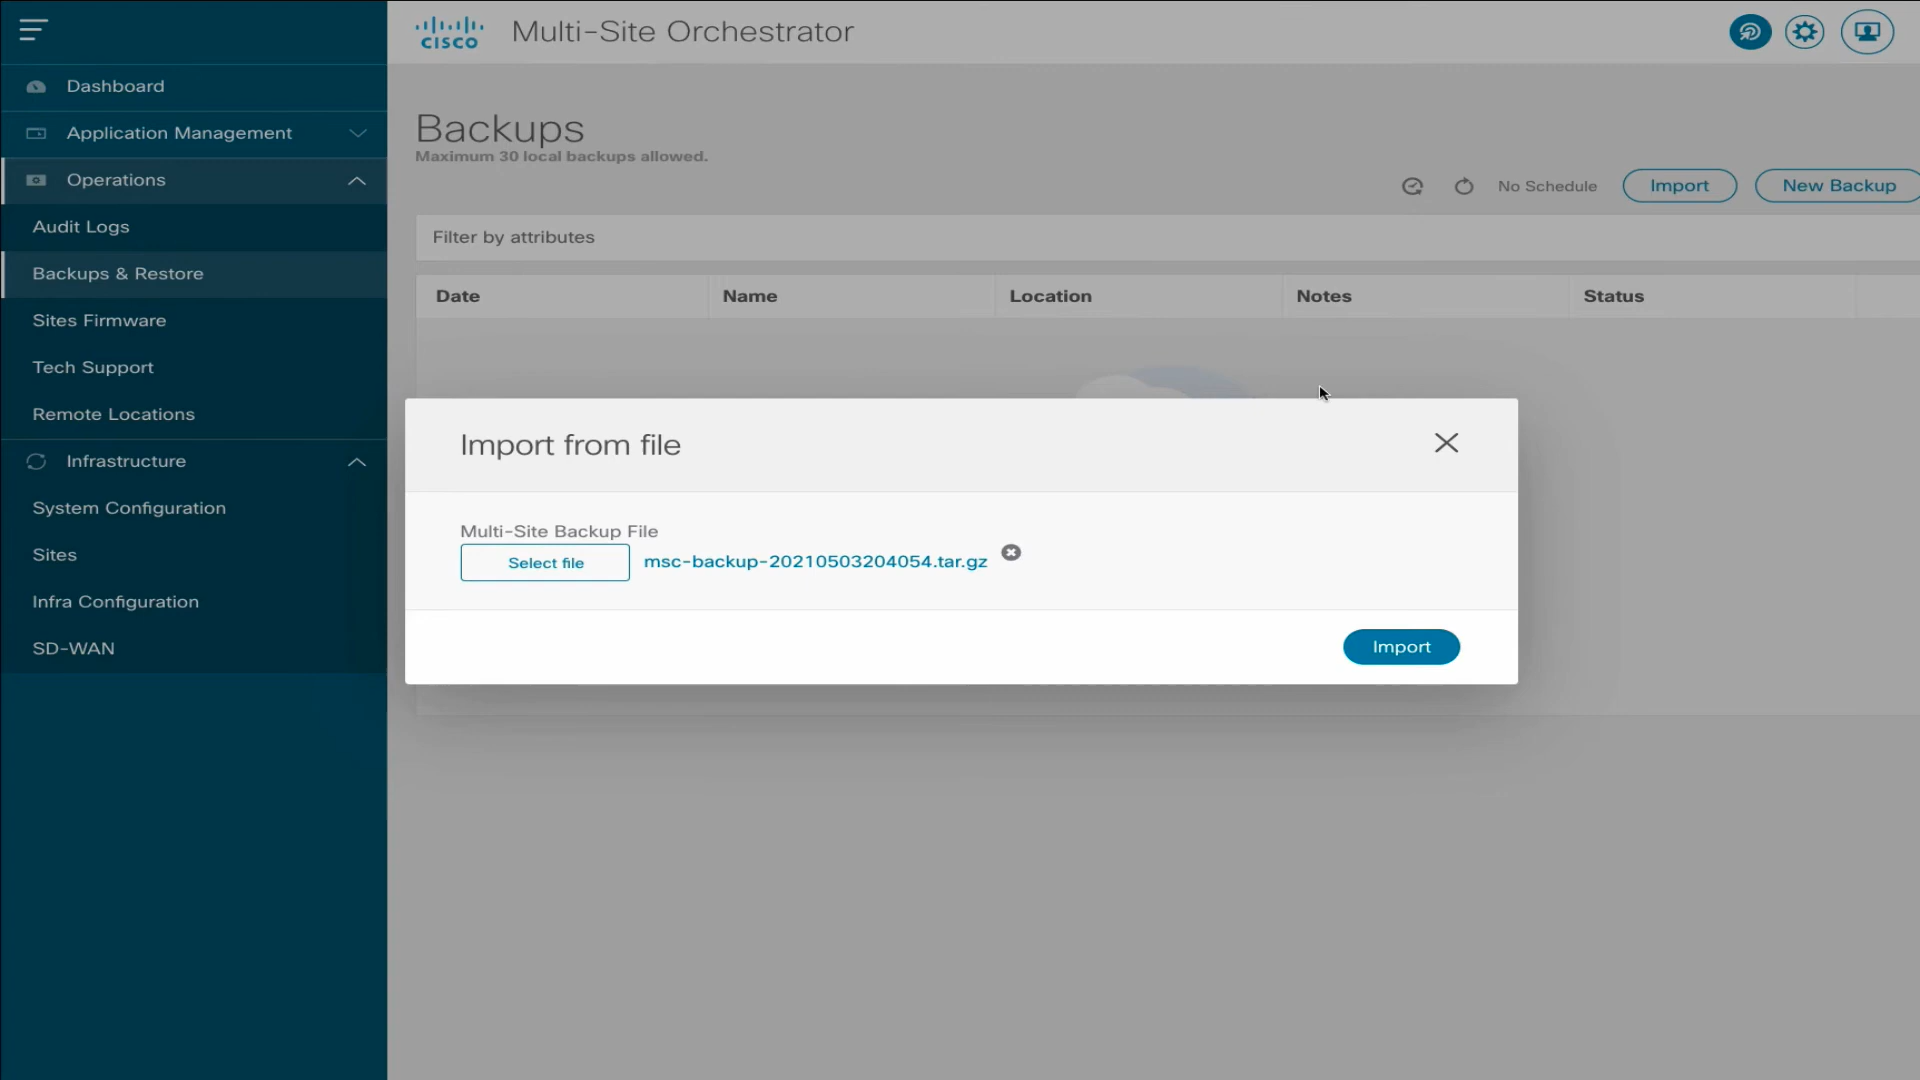 CISCO
Multi-Site Orchestrator
Dashboard
Application Management
Operations
Audit Logs
Backups & Restore
Sites Firmware
Tech Support
Remote Locations
Infrastructure
System Configuration
Sites
Infra Configuration
SD-WAN
Backups
Maximum 30 local backups allowed.
No Schedule
Import
New Backup
Filter by attributes
Date Name Location Notes Status
Import from file
Multi-Site Backup File
Select file
msc-backup-20210503204054.tar.gz
Import